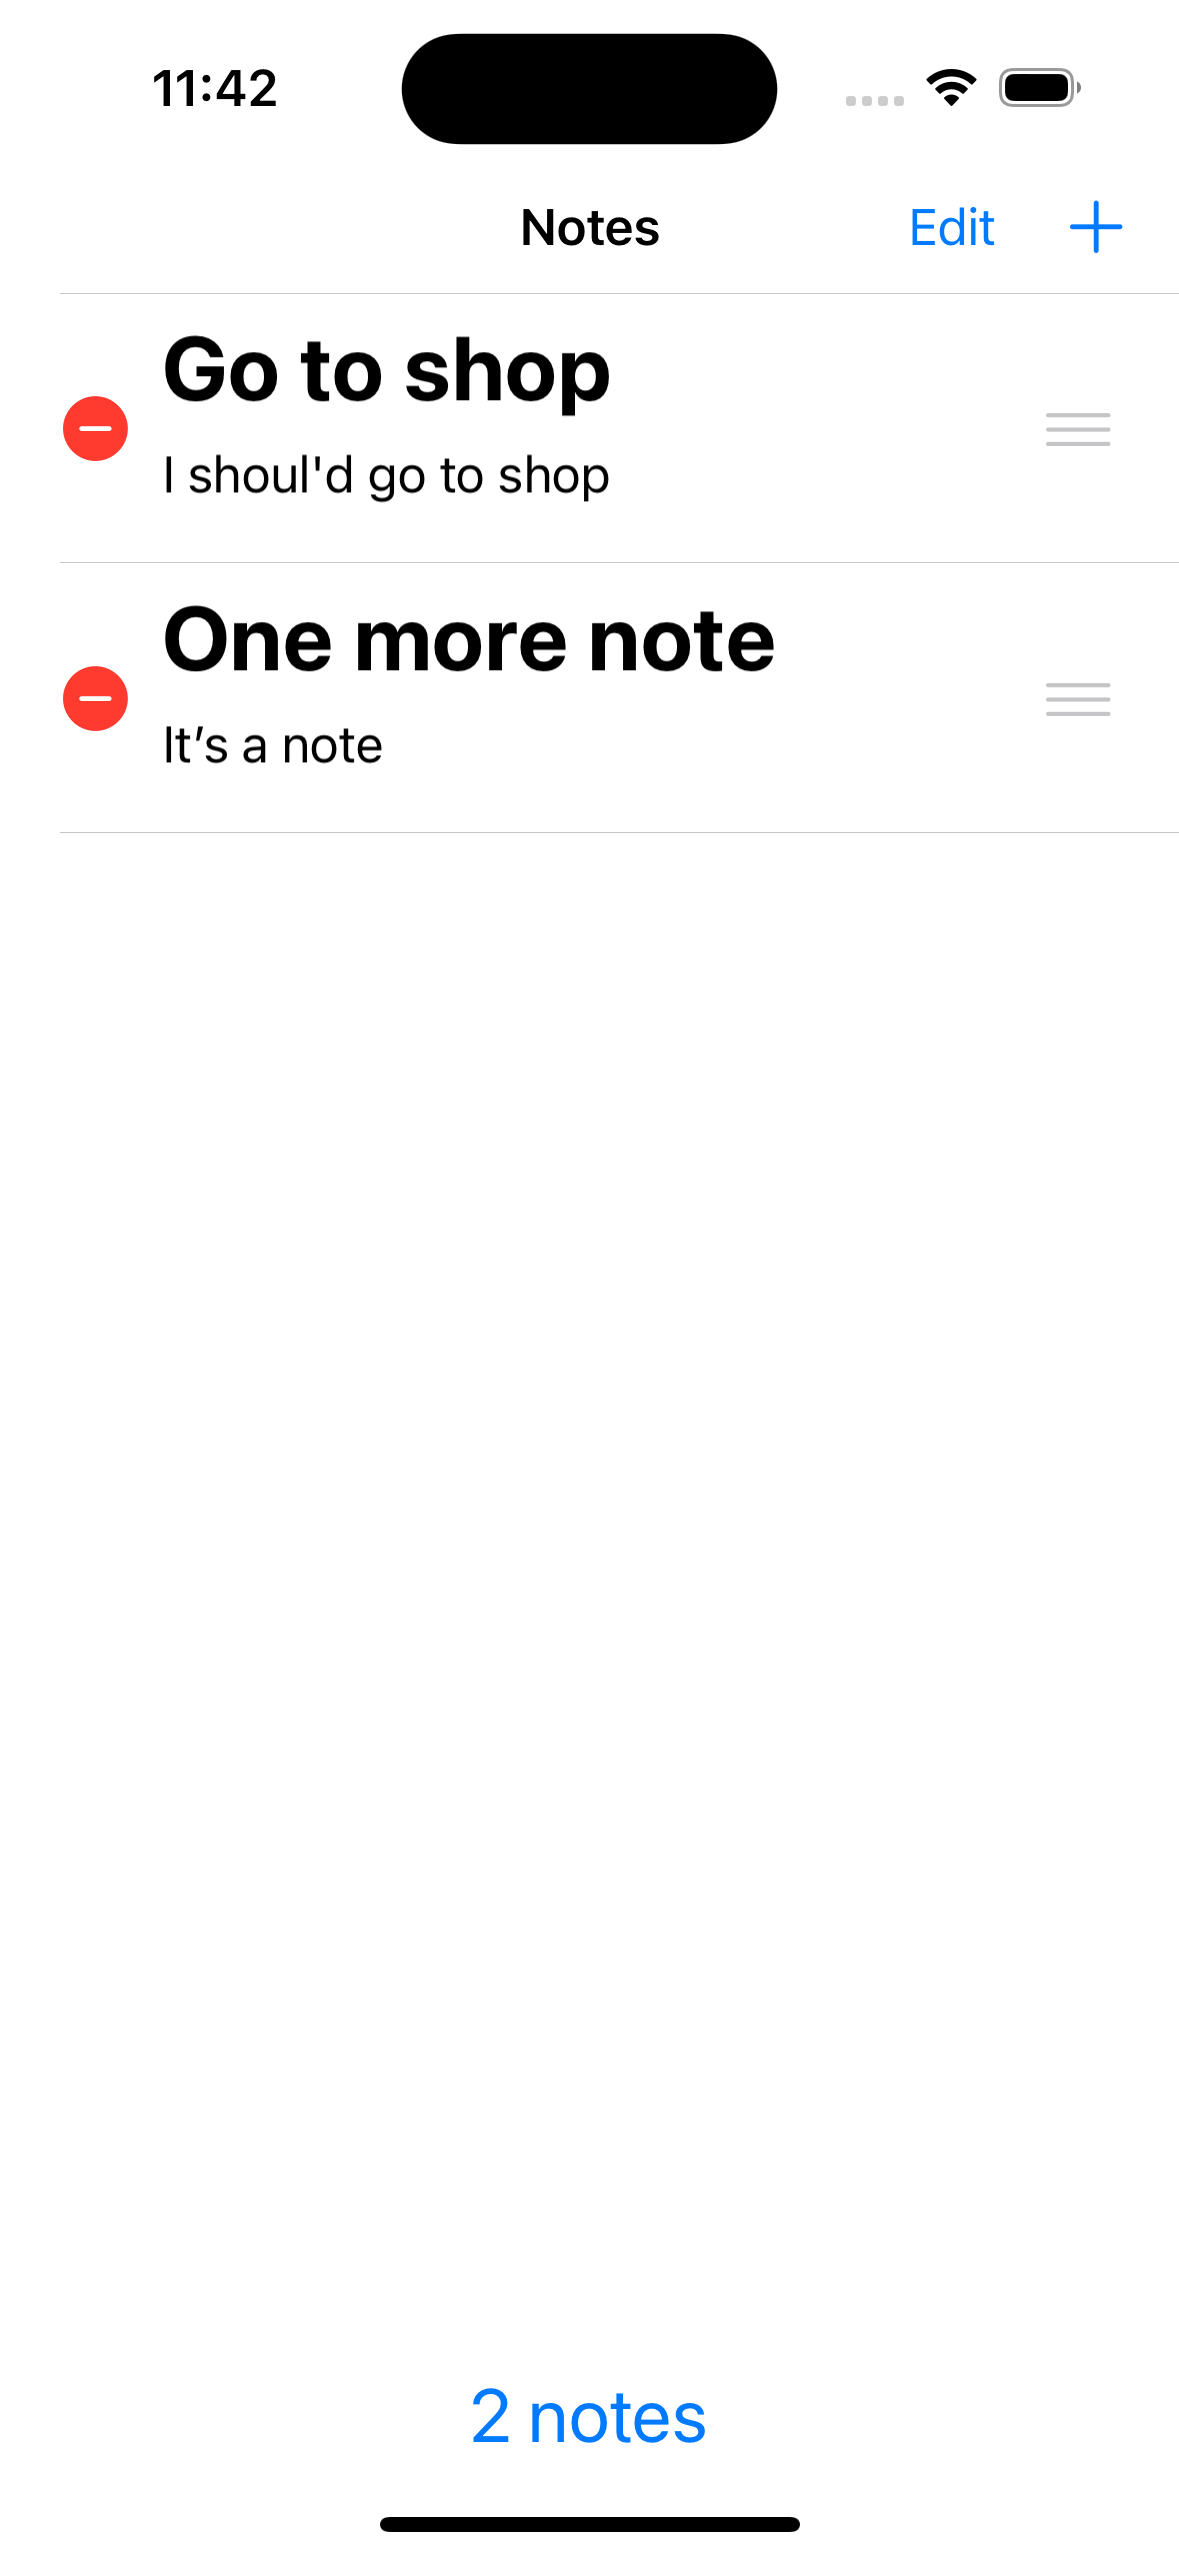 11:42
Notes Edit
Go to shop
I shoul'd go to shop
One more note
It’s a note
2 notes